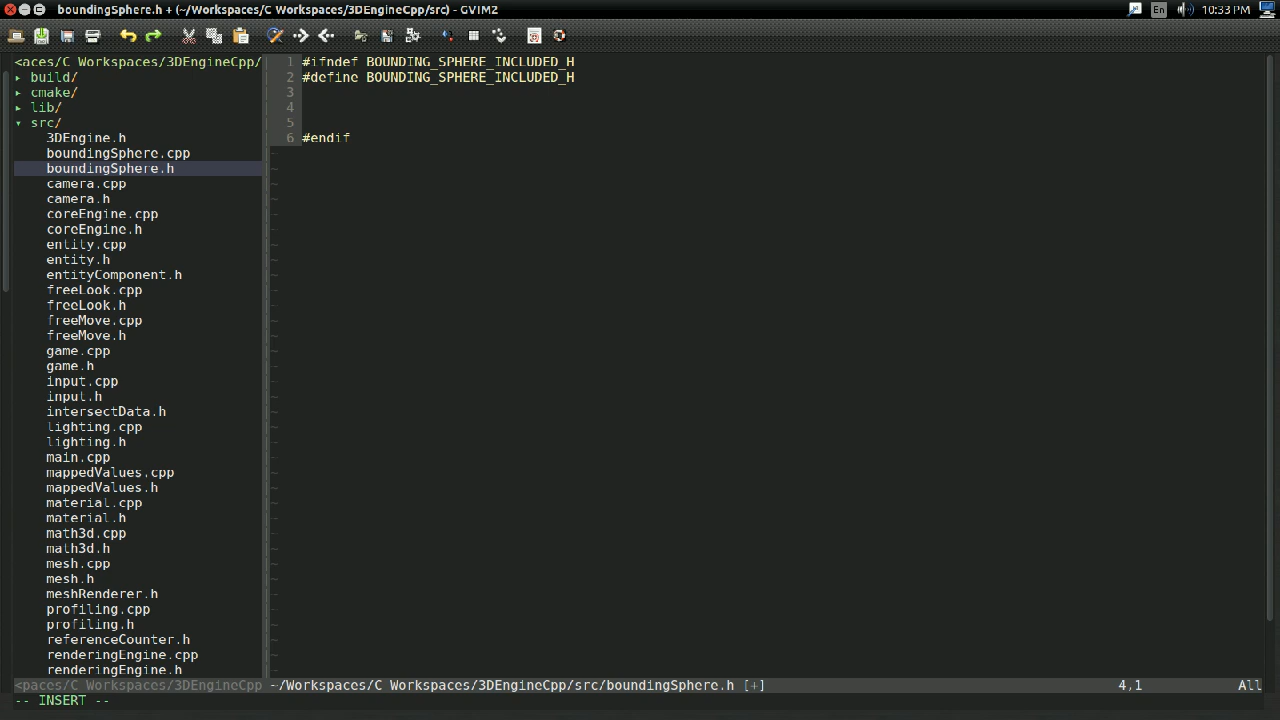 boundingSphere.h + (~/Workspaces/C Workspaces/3DEngineCpp/src) - GVIM2
En
10:33 PM
<aces/C Workspaces/3DEngineCpp/
▸ build/
▸ cmake/
▸ lib/
▾ src/
3DEngine.h
boundingSphere.cpp
boundingSphere.h
camera.cpp
camera.h
coreEngine.cpp
coreEngine.h
entity.cpp
entity.h
entityComponent.h
freeLook.cpp
freeLook.h
freeMove.cpp
freeMove.h
game.cpp
game.h
input.cpp
input.h
intersectData.h
lighting.cpp
lighting.h
main.cpp
mappedValues.cpp
mappedValues.h
material.cpp
material.h
math3d.cpp
math3d.h
mesh.cpp
mesh.h
meshRenderer.h
profiling.cpp
profiling.h
referenceCounter.h
renderingEngine.cpp
renderingEngine.h
1 #ifndef BOUNDING_SPHERE_INCLUDED_H
2 #define BOUNDING_SPHERE_INCLUDED_H
3
4
5
6 #endif
<paces/C Workspaces/3DEngineCpp
~/Workspaces/C Workspaces/3DEngineCpp/src/boundingSphere.h [+]
4,1
All
-- INSERT --